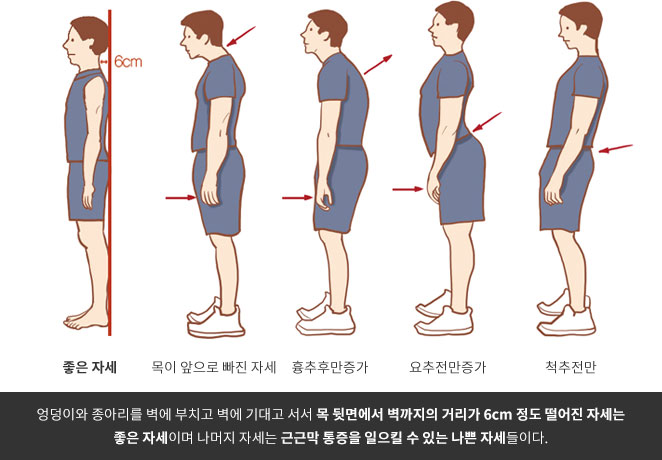 6cm
좋은 자세
목이 앞으로 빠진 자세
흉추후만증가
요추전만증가
척추전만
엉덩이와 종아리를 벽에 부치고 벽에 기대고 서서 목 뒷면에서 벽까지의 거리가 6cm 정도 떨어진 자세는
좋은 자세이며 나머지 자세는 근근막 통증을 일으킬 수 있는 나쁜 자세들이다.